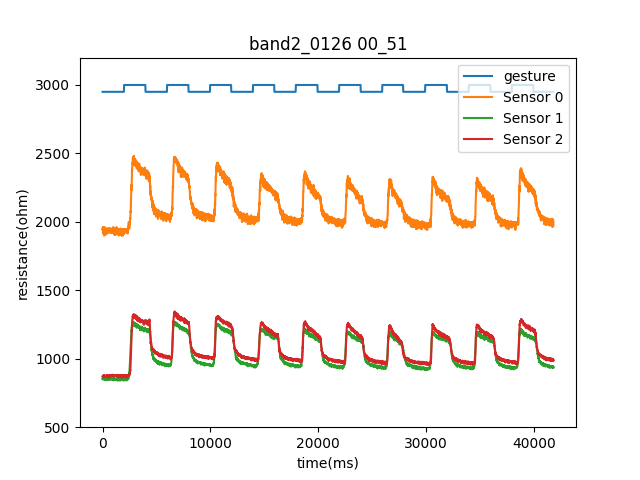 band2_0126 00_51
gesture
Sensor 0
Sensor 1
Sensor 2
3000
2500
2000
1500
1000
500
resistance(ohm)
0
10000
20000
30000
40000
time(ms)